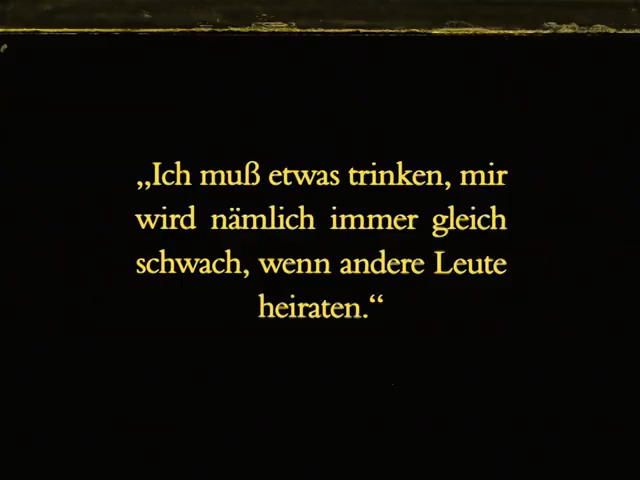 „Ich muß etwas trinken, mir
wird nämlich immer gleich
schwach, wenn andere Leute
heiraten.“